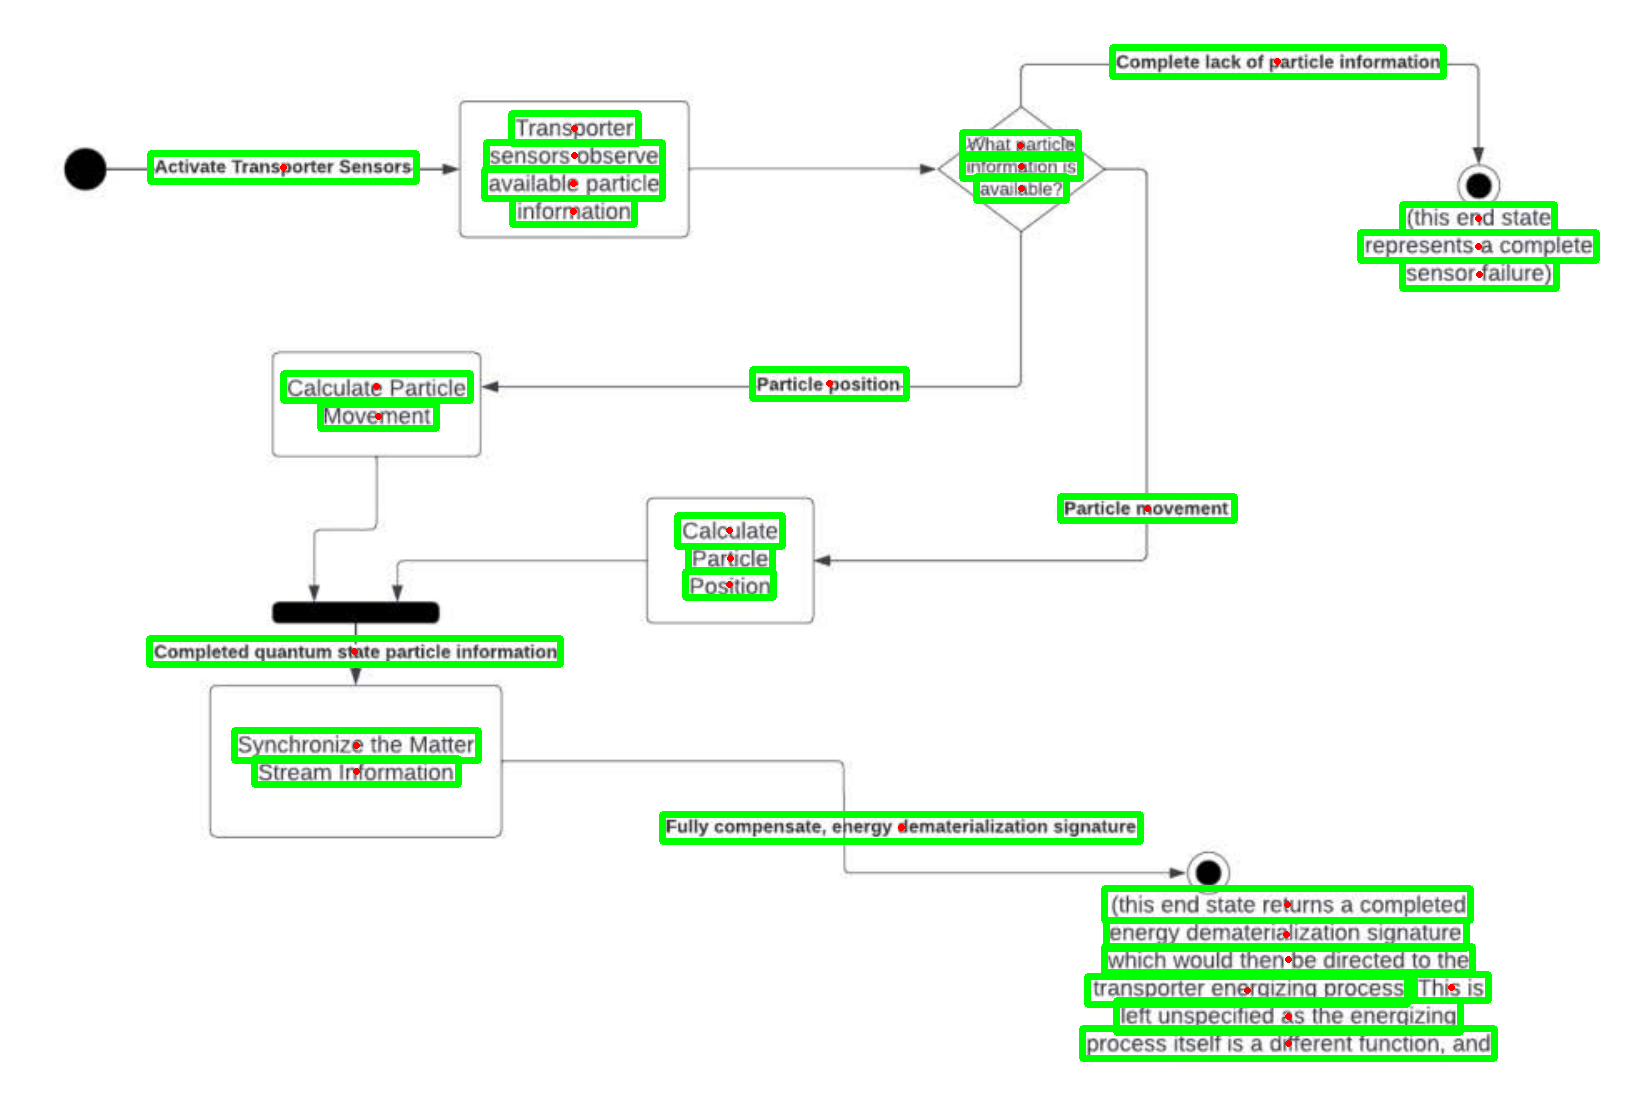 Complete lack of particle information
Activate Transporter Sensors
Transporter
sensors observe
available particle
information
What particle
information is
available?
(this end state
represents a complete
sensor failure)
Calculate Particle
Movement
Particle position
Particle movement
Calculate
Particle
Position
Completed quantum state particle information
Synchronize the Matter
Stream Information
Fully compensate, energy dematerialization signature
(this end state returns a completed
energy dematerialization signature
which would then be directed to the
transporter energizing process This is
left unspecified as the energizing
process itself is a different function, and